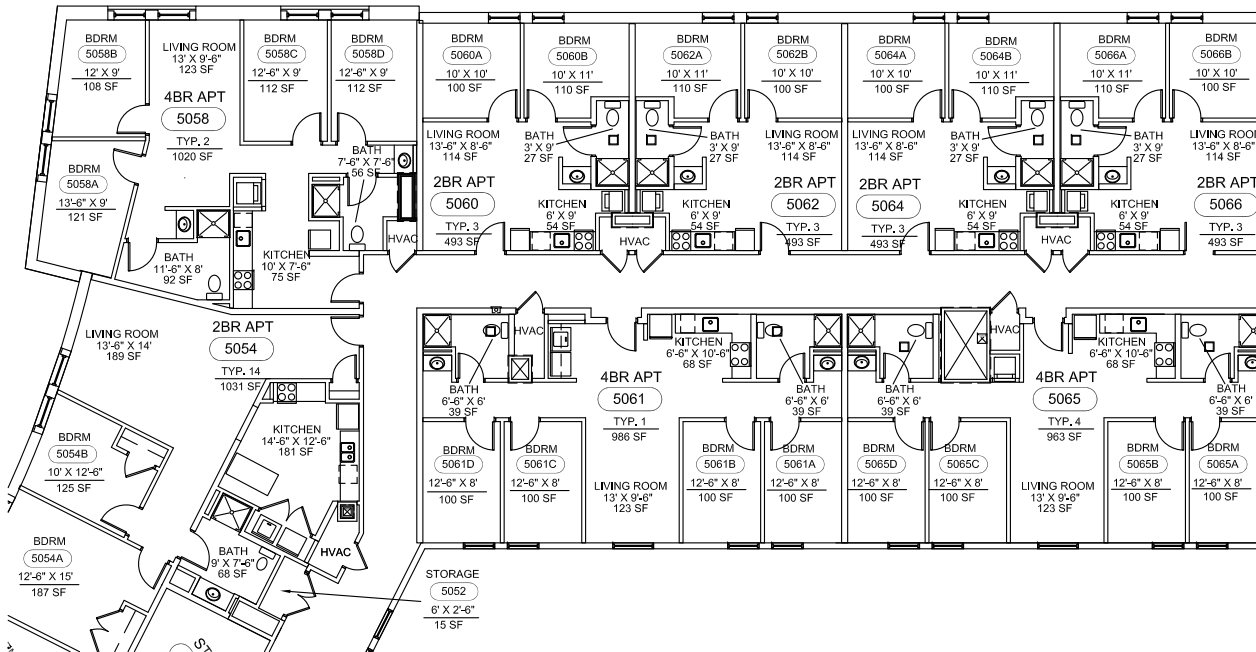 BDRM
5058B
12' X 9'
108 SF
LIVING ROOM
13' X 9'-6"
123 SF
BDRM
5058C
12'-6" X 9'
112 SF
BDRM
5058D
12'-6" X 9'
112 SF
4BR APT
5058
TYP. 2
1020 SF
BDRM
5058A
13'-6" X 9'
121 SF
BATH
7'-6" X 7'-6"
56 SF
BATH
11'-6" X 8'
92 SF
KITCHEN
10' X 7'-6"
75 SF
HVAC
BDRM
5060A
10' X 10'
100 SF
BDRM
5060B
10' X 11'
110 SF
LIVING ROOM
13'-6" X 8'-6"
114 SF
BATH
3' X 9'
27 SF
2BR APT
5060
TYP. 3
493 SF
KITCHEN
6' X 9'
54 SF
HVAC
BDRM
5062A
10' X 11'
110 SF
BDRM
5062B
10' X 10'
100 SF
BATH
3' X 9'
27 SF
LIVING ROOM
13'-6" X 8'-6"
114 SF
KITCHEN
6' X 9'
54 SF
2BR APT
5062
TYP. 3
493 SF
BDRM
5064A
10' X 10'
100 SF
BDRM
5064B
10' X 11'
110 SF
LIVING ROOM
13'-6" X 8'-6"
114 SF
BATH
3' X 9'
27 SF
2BR APT
5064
TYP. 3
493 SF
KITCHEN
6' X 9'
54 SF
HVAC
BDRM
5066A
10' X 11'
110 SF
BDRM
5066B
10' X 10'
100 SF
BATH
3' X 9'
27 SF
LIVING ROOM
13'-6" X 8'-6"
114 SF
KITCHEN
6' X 9'
54 SF
2BR APT
5066
TYP. 3
493 SF
LIVING ROOM
13'-6" X 14'
189 SF
2BR APT
5054
TYP. 14
1031 SF
KITCHEN
14'-6" X 12'-6"
181 SF
BDRM
5054B
10' X 12'-6"
125 SF
BDRM
5054A
12'-6" X 15'
187 SF
BATH
9' X 7'-6"
68 SF
HVAC
STORAGE
5052
6' X 2'-6"
15 SF
HVAC
KITCHEN
6'-6" X 10'-6"
68 SF
BATH
6'-6" X 6'
39 SF
4BR APT
5061
TYP. 1
986 SF
BATH
6'-6" X 6'
39 SF
BDRM
5061D
12'-6" X 8'
100 SF
BDRM
5061C
12'-6" X 8'
100 SF
LIVING ROOM
13' X 9'-6"
123 SF
BDRM
5061B
12'-6" X 8'
100 SF
BDRM
5061A
12'-6" X 8'
100 SF
HVAC
KITCHEN
6'-6" X 10'-6"
68 SF
BATH
6'-6" X 6'
39 SF
4BR APT
5065
TYP. 4
963 SF
BATH
6'-6" X 6'
39 SF
BDRM
5065D
12'-6" X 8'
100 SF
BDRM
5065C
12'-6" X 8'
100 SF
LIVING ROOM
13' X 9'-6"
123 SF
BDRM
5065B
12'-6" X 8'
100 SF
BDRM
5065A
12'-6" X 8'
100 SF